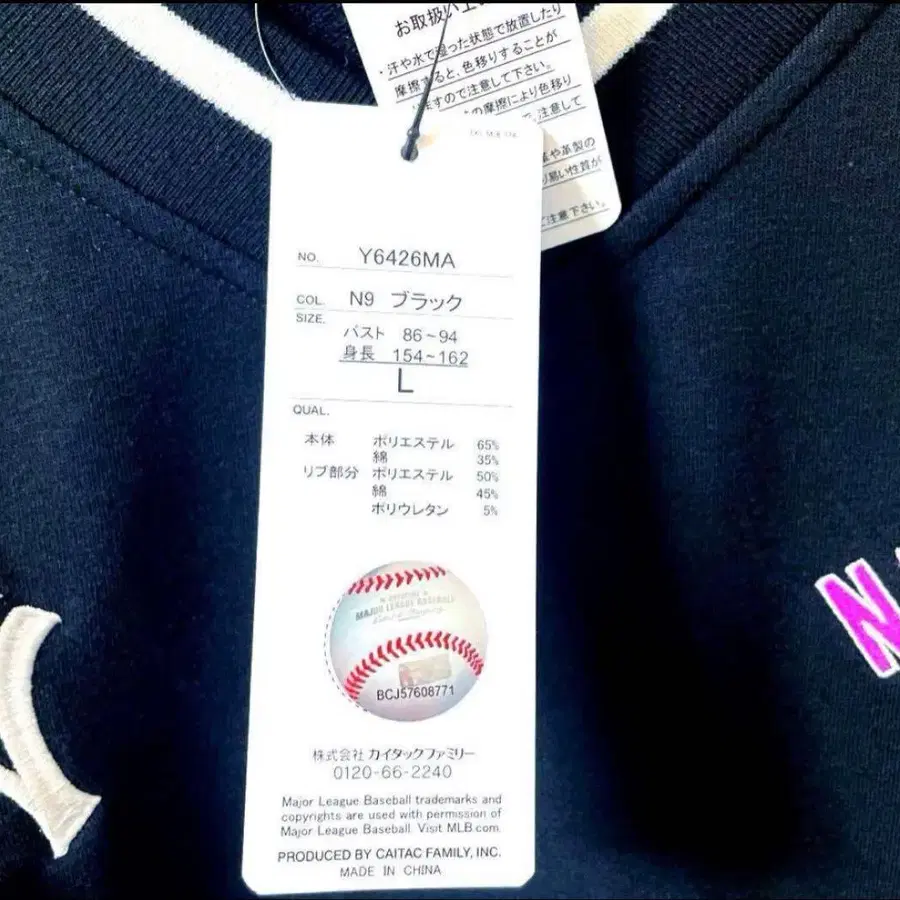 お取扱い上の
・汗や水で湿った状態で放置したり
摩擦すると、色移りすることが
ますので注意して下さい。
の摩擦により色移り
で、注意して
革や革製の
り易い性質が
ご注意下さい。
NO. Y6426MA
COL. N9 ブラック
SIZE.
バスト 86~94
身長 154~162
L
QUAL.
本体 ポリエステル 65%
綿 35%
リブ部分 ポリエステル 50%
綿 45%
ポリウレタン 5%
OFFICIAL
MAJOR LEAGUE BASEBALL
BCJ57608771
株式会社 カイタックファミリー
0120-66-2240
Major League Baseball trademarks and
copyrights are used with permission of
Major League Baseball. Visit MLB.com.
PRODUCED BY CAITAC FAMILY, INC.
MADE IN CHINA
Y
N